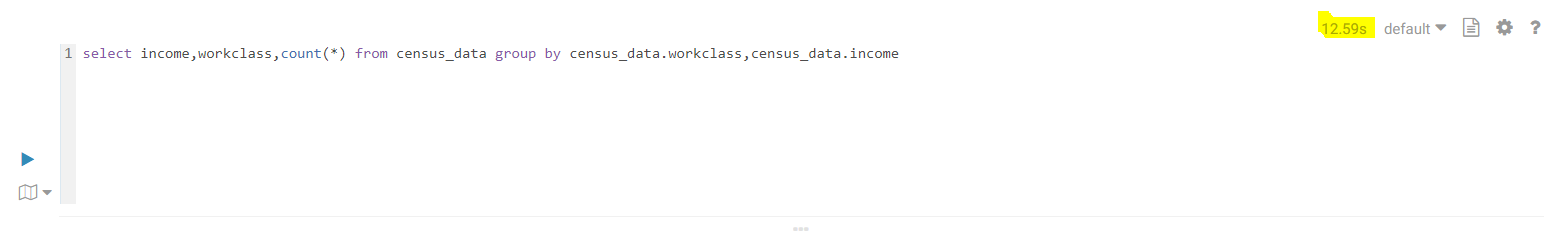 12.59s default ?
1 select income,workclass,count(*) from census_data group by census_data.workclass,census_data.income